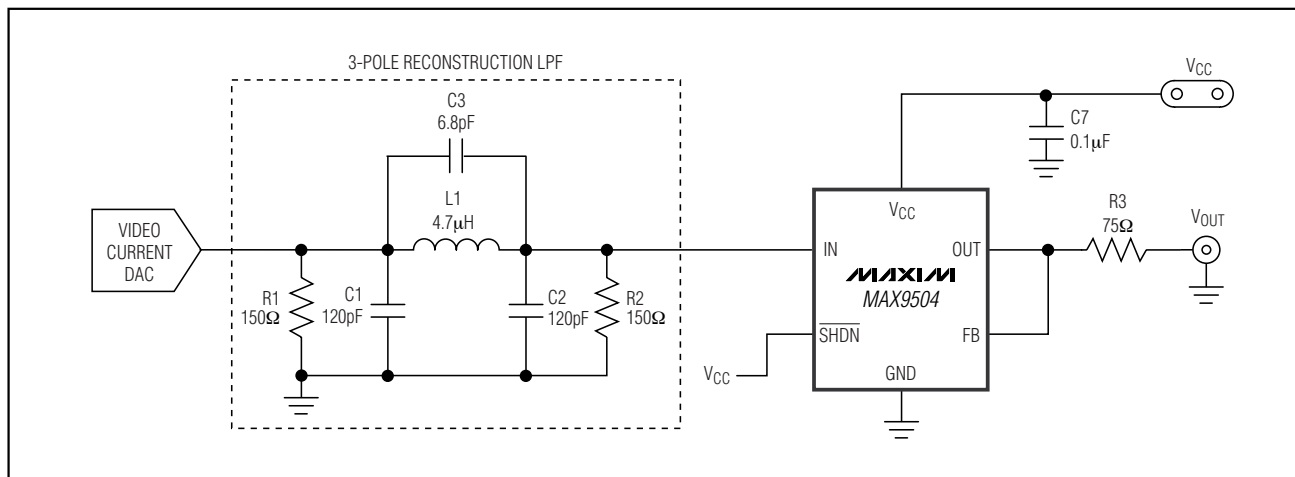 3-POLE RECONSTRUCTION LPF
C3
6.8pF
L1
4.7µH
VIDEO
CURRENT
DAC
R1
150Ω
C1
120pF
C2
120pF
R2
150Ω
VCC
C7
0.1µF
VCC
IN
OUT
MAXIM
MAX9504
SHDN
FB
GND
VCC
R3
75Ω
VOUT